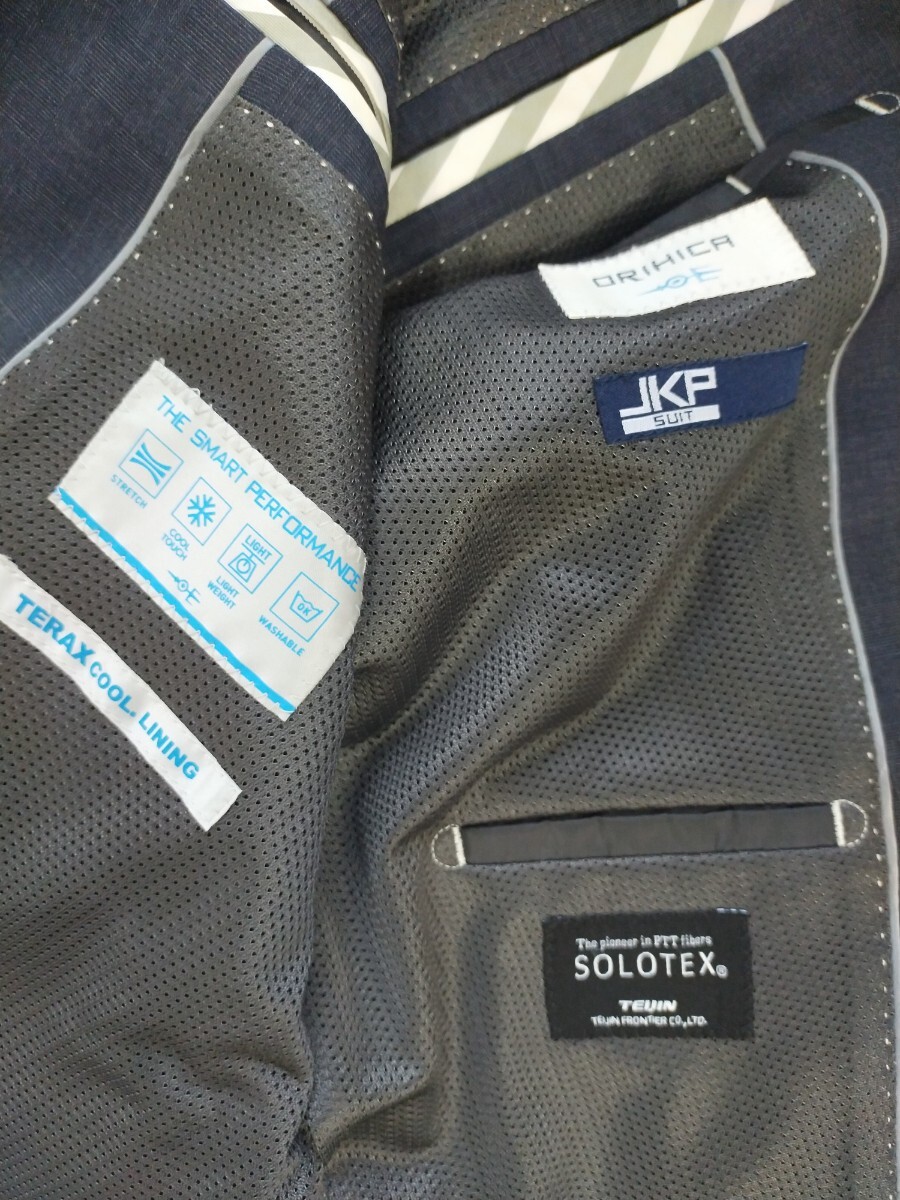 ORIHICA
JKP
SUIT
THE SMART PERFORMANCE
STRETCH
COOL
TOUCH
LIGHT
LIGHT
WEIGHT
OK
WASHABLE
TERAX COOL. LINING
The pioneer in PTT fibers
SOLOTEX®
TEIJIN
TEIJIN FRONTIER CO., LTD.